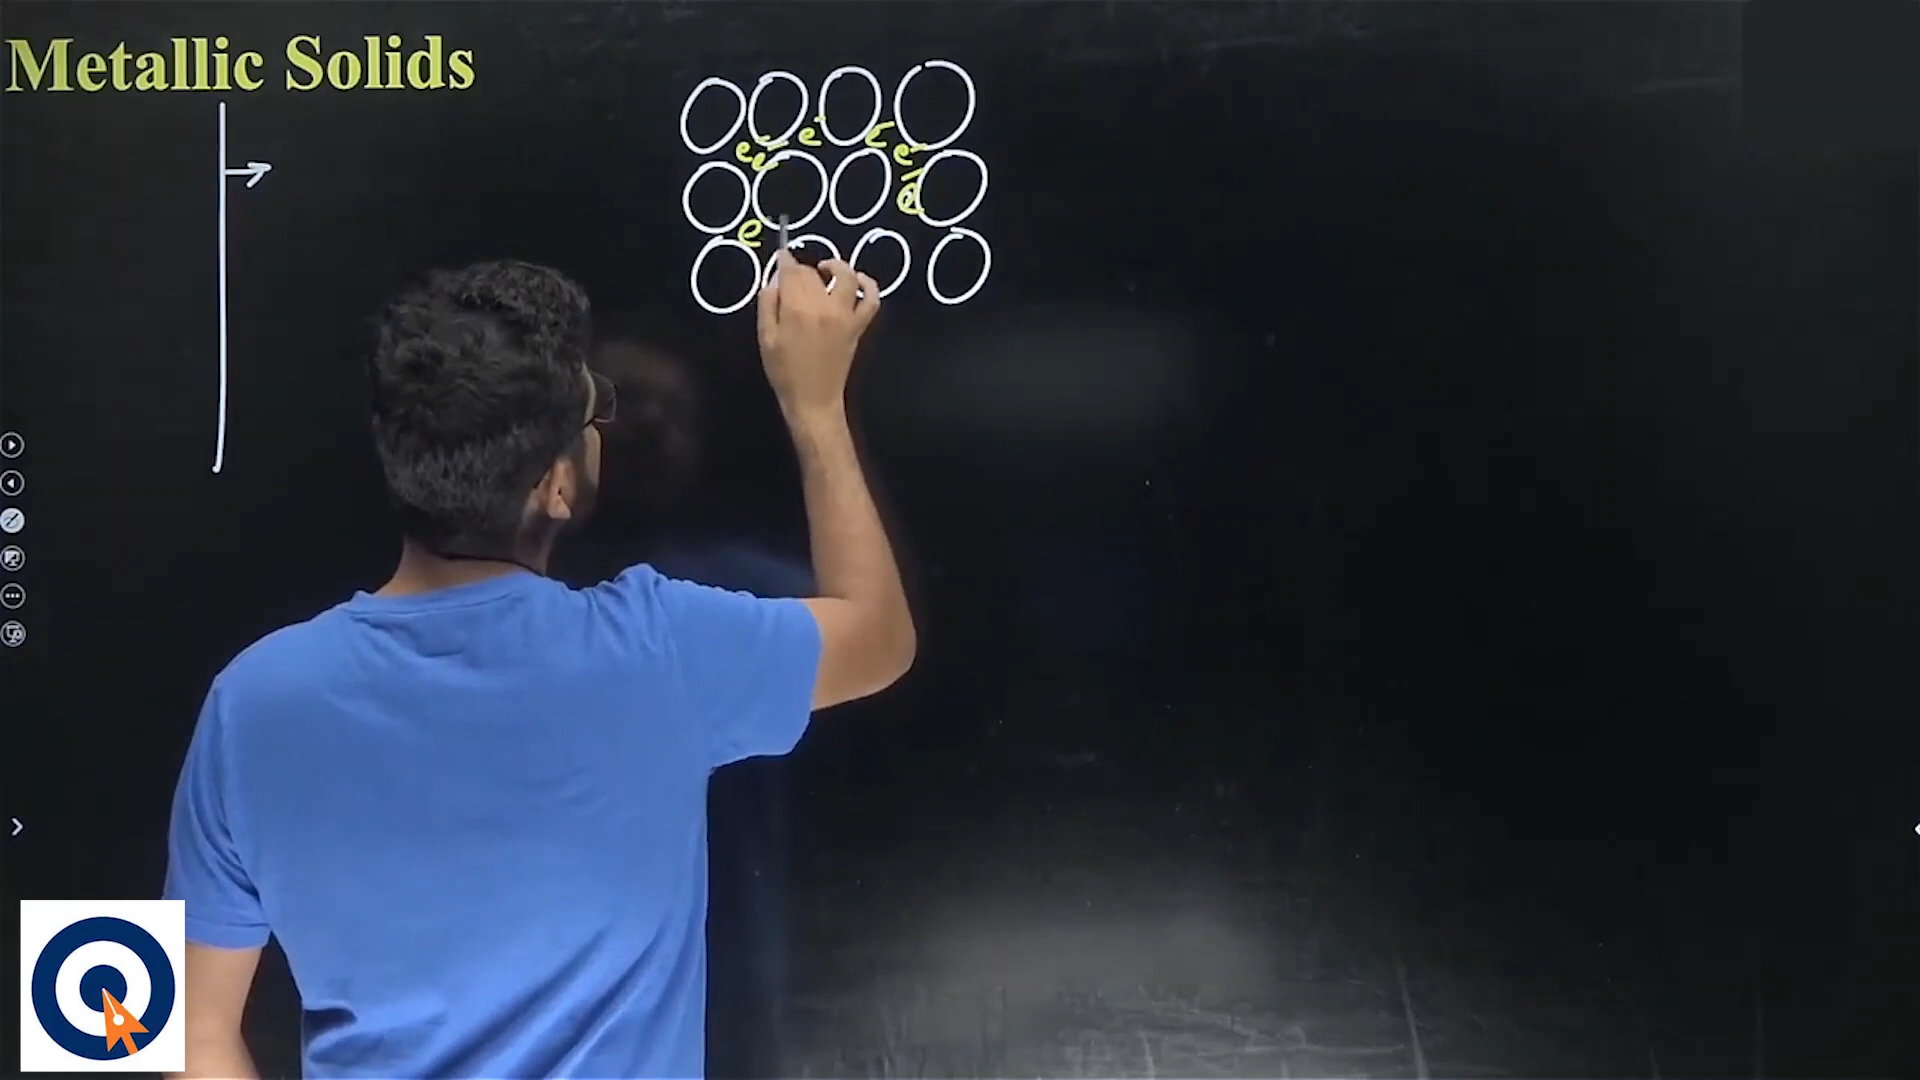 Metallic Solids
e⁻ e⁻
e⁻ e⁻ e⁻
e⁻
e